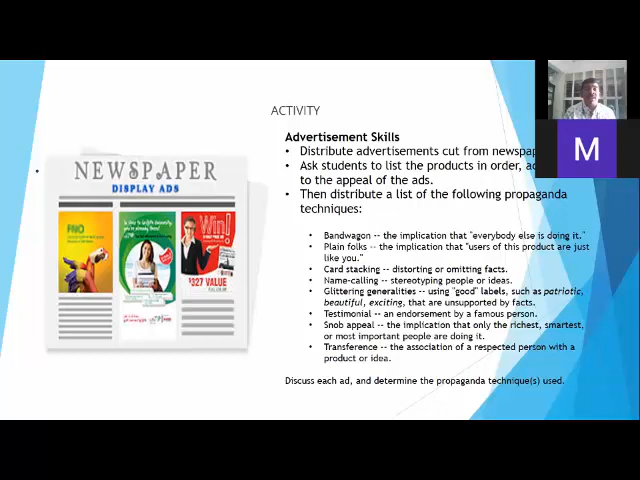 ACTIVITY
Advertisement Skills
• Distribute advertisements cut from
• Ask students to list the products in order,
to the appeal of the ads.
• Then distribute a list of the following propaganda
techniques:
• Bandwagon -- the implication that "everybody else is doing it."
• Plain folks -- the implication that "users of this product are just
like you."
• Card stacking -- distorting or omitting facts.
• Name-calling -- stereotyping people or ideas.
• Glittering generalities -- using "good" labels, such as patriotic,
beautiful, exciting, that are unsupported by facts.
• Testimonial -- an endorsement by a famous person.
• Snob appeal -- the implication that only the richest, smartest,
or most important people are doing it.
• Transference -- the association of a respected person with a
product or idea.
Discuss each ad, and determine the propaganda technique(s) used.
NEWSPAPER
DISPLAY ADS
Win!
$327 VALUE
M